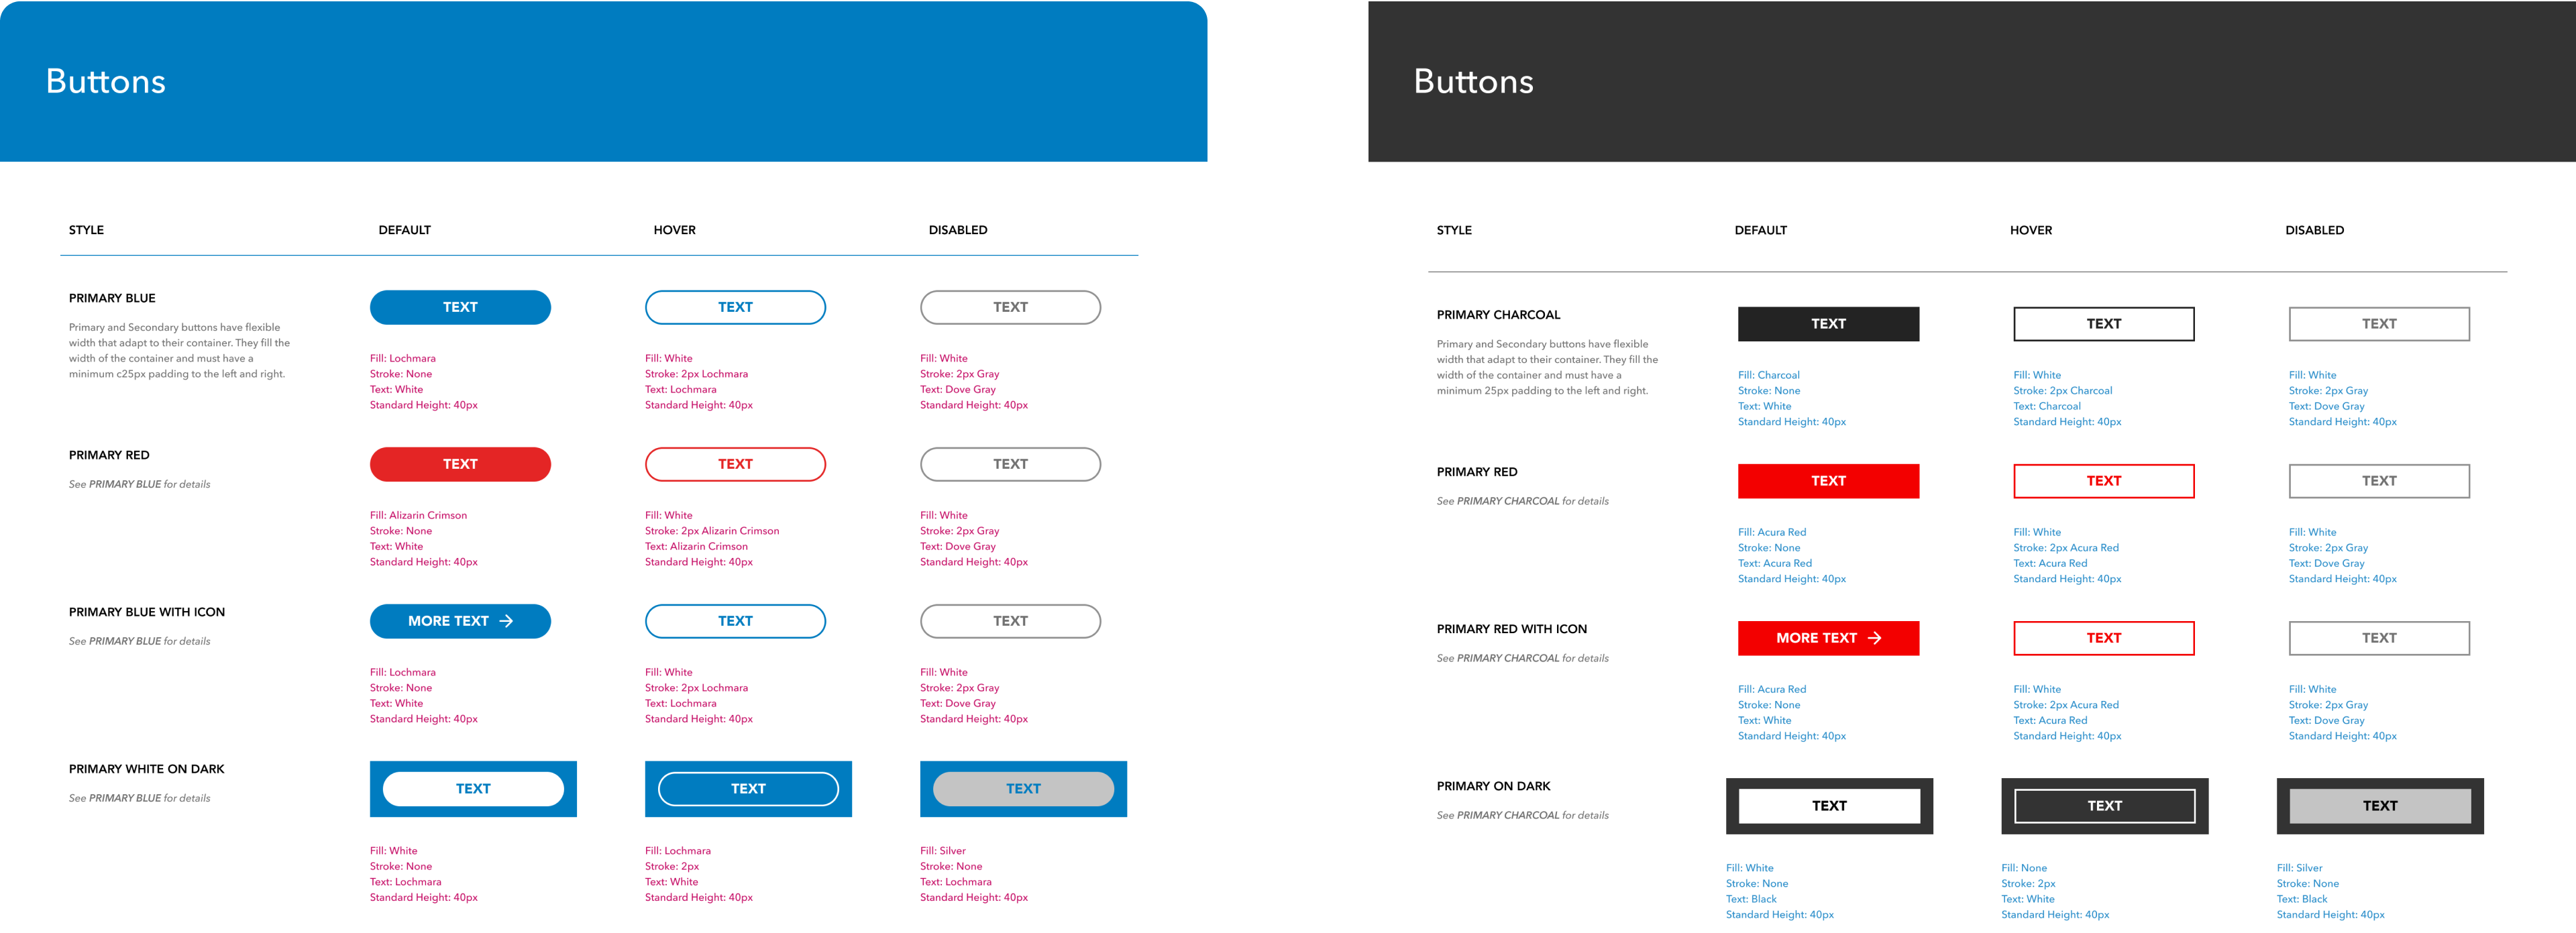 Buttons
STYLE DEFAULT HOVER DISABLED
PRIMARY BLUE
Primary and Secondary buttons have flexible
width that adapt to their container. They fill the
width of the container and must have a
minimum c25px padding to the left and right.
TEXT TEXT TEXT
Fill: Lochmara Fill: White Fill: White
Stroke: None Stroke: 2px Lochmara Stroke: 2px Gray
Text: White Text: Lochmara Text: Dove Gray
Standard Height: 40px Standard Height: 40px Standard Height: 40px
PRIMARY RED
See PRIMARY BLUE for details
TEXT TEXT TEXT
Fill: Alizarin Crimson Fill: White Fill: White
Stroke: None Stroke: 2px Alizarin Crimson Stroke: 2px Gray
Text: White Text: Alizarin Crimson Text: Dove Gray
Standard Height: 40px Standard Height: 40px Standard Height: 40px
PRIMARY BLUE WITH ICON
See PRIMARY BLUE for details
MORE TEXT → TEXT TEXT
Fill: Lochmara Fill: White Fill: White
Stroke: None Stroke: 2px Lochmara Stroke: 2px Gray
Text: White Text: Lochmara Text: Dove Gray
Standard Height: 40px Standard Height: 40px Standard Height: 40px
PRIMARY WHITE ON DARK
See PRIMARY BLUE for details
TEXT TEXT TEXT
Fill: White Fill: Lochmara Fill: Silver
Stroke: None Stroke: 2px Stroke: None
Text: Lochmara Text: White Text: Lochmara
Standard Height: 40px Standard Height: 40px Standard Height: 40px
Buttons
STYLE DEFAULT HOVER DISABLED
PRIMARY CHARCOAL
Primary and Secondary buttons have flexible
width that adapt to their container. They fill the
width of the container and must have a
minimum 25px padding to the left and right.
TEXT TEXT TEXT
Fill: Charcoal Fill: White Fill: White
Stroke: None Stroke: 2px Charcoal Stroke: 2px Gray
Text: White Text: Charcoal Text: Dove Gray
Standard Height: 40px Standard Height: 40px Standard Height: 40px
PRIMARY RED
See PRIMARY CHARCOAL for details
TEXT TEXT TEXT
Fill: Acura Red Fill: White Fill: White
Stroke: None Stroke: 2px Acura Red Stroke: 2px Gray
Text: Acura Red Text: Acura Red Text: Dove Gray
Standard Height: 40px Standard Height: 40px Standard Height: 40px
PRIMARY RED WITH ICON
See PRIMARY CHARCOAL for details
MORE TEXT → TEXT TEXT
Fill: Acura Red Fill: White Fill: White
Stroke: None Stroke: 2px Acura Red Stroke: 2px Gray
Text: White Text: Acura Red Text: Dove Gray
Standard Height: 40px Standard Height: 40px Standard Height: 40px
PRIMARY ON DARK
See PRIMARY CHARCOAL for details
TEXT TEXT TEXT
Fill: White Fill: None Fill: Silver
Stroke: None Stroke: 2px Stroke: None
Text: Black Text: White Text: Black
Standard Height: 40px Standard Height: 40px Standard Height: 40px